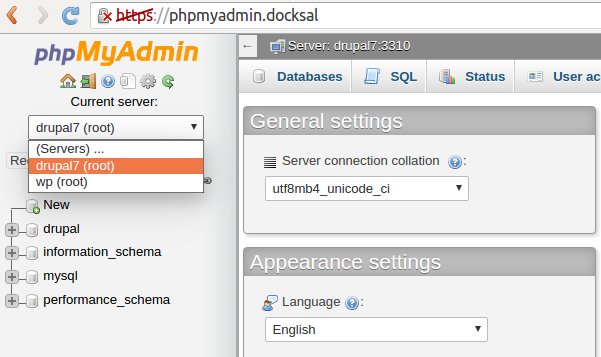 https://phpmyadmin.docksal
phpMyAdmin
Current server:
drupal7 (root)
(Servers) ...
drupal7 (root)
wp (root)
New
drupal
information_schema
mysql
performance_schema
Server: drupal7:3310
Databases SQL Status User ac
General settings
Server connection collation ? :
utf8mb4_unicode_ci
Appearance settings
Language ? :
English